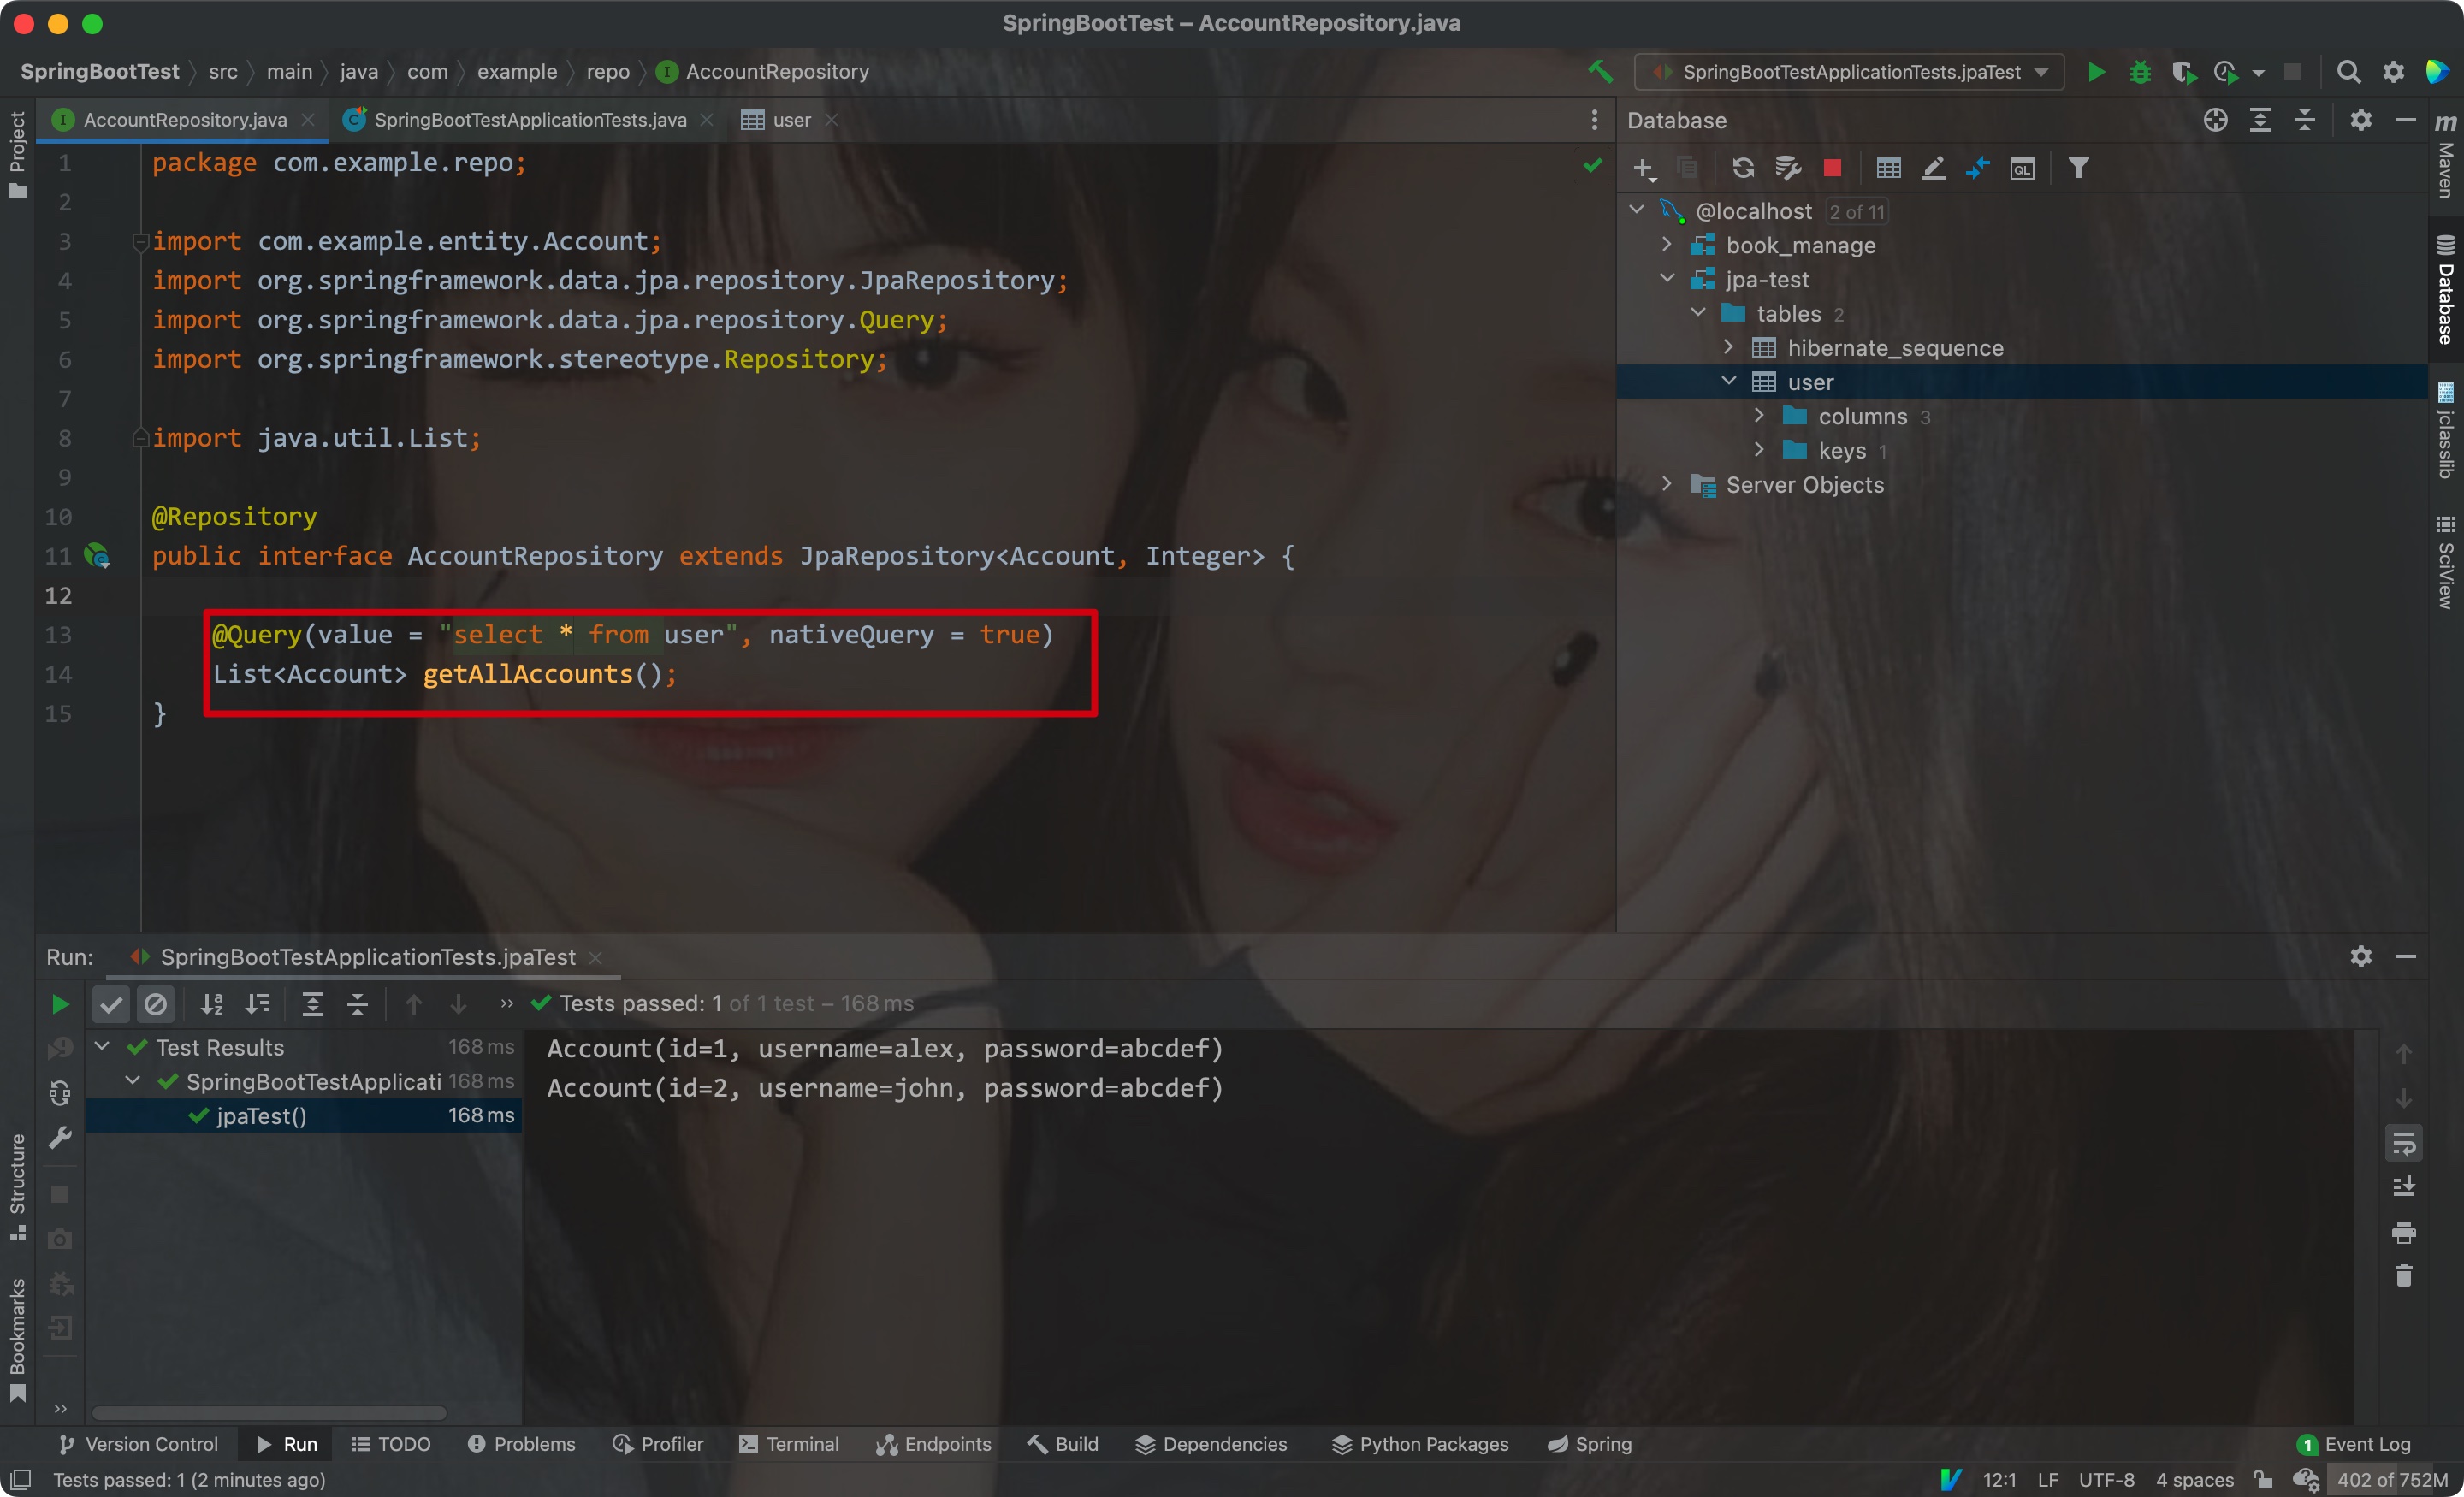 SpringBootTest – AccountRepository.java
SpringBootTest src main java com example repo AccountRepository
SpringBootTestApplicationTests.jpaTest
Project
AccountRepository.java SpringBootTestApplicationTests.java user
1 package com.example.repo;
2
3 import com.example.entity.Account;
4 import org.springframework.data.jpa.repository.JpaRepository;
5 import org.springframework.data.jpa.repository.Query;
6 import org.springframework.stereotype.Repository;
7
8 import java.util.List;
9
10 @Repository
11 public interface AccountRepository extends JpaRepository<Account, Integer> {
12
13 @Query(value = "select * from user", nativeQuery = true)
14 List<Account> getAllAccounts();
15 }
Database
@localhost 2 of 11
book_manage
jpa-test
tables 2
hibernate_sequence
user
columns 3
keys 1
Server Objects
m Maven
Database
jclasslib
SciView
Run: SpringBootTestApplicationTests.jpaTest
Tests passed: 1 of 1 test – 168 ms
Test Results 168 ms
SpringBootTestApplicati 168 ms
jpaTest() 168 ms
Account(id=1, username=alex, password=abcdef)
Account(id=2, username=john, password=abcdef)
Structure
Bookmarks
Version Control Run TODO Problems Profiler Terminal Endpoints Build Dependencies Python Packages Spring 1 Event Log
Tests passed: 1 (2 minutes ago) 12:1 LF UTF-8 4 spaces 402 of 752M